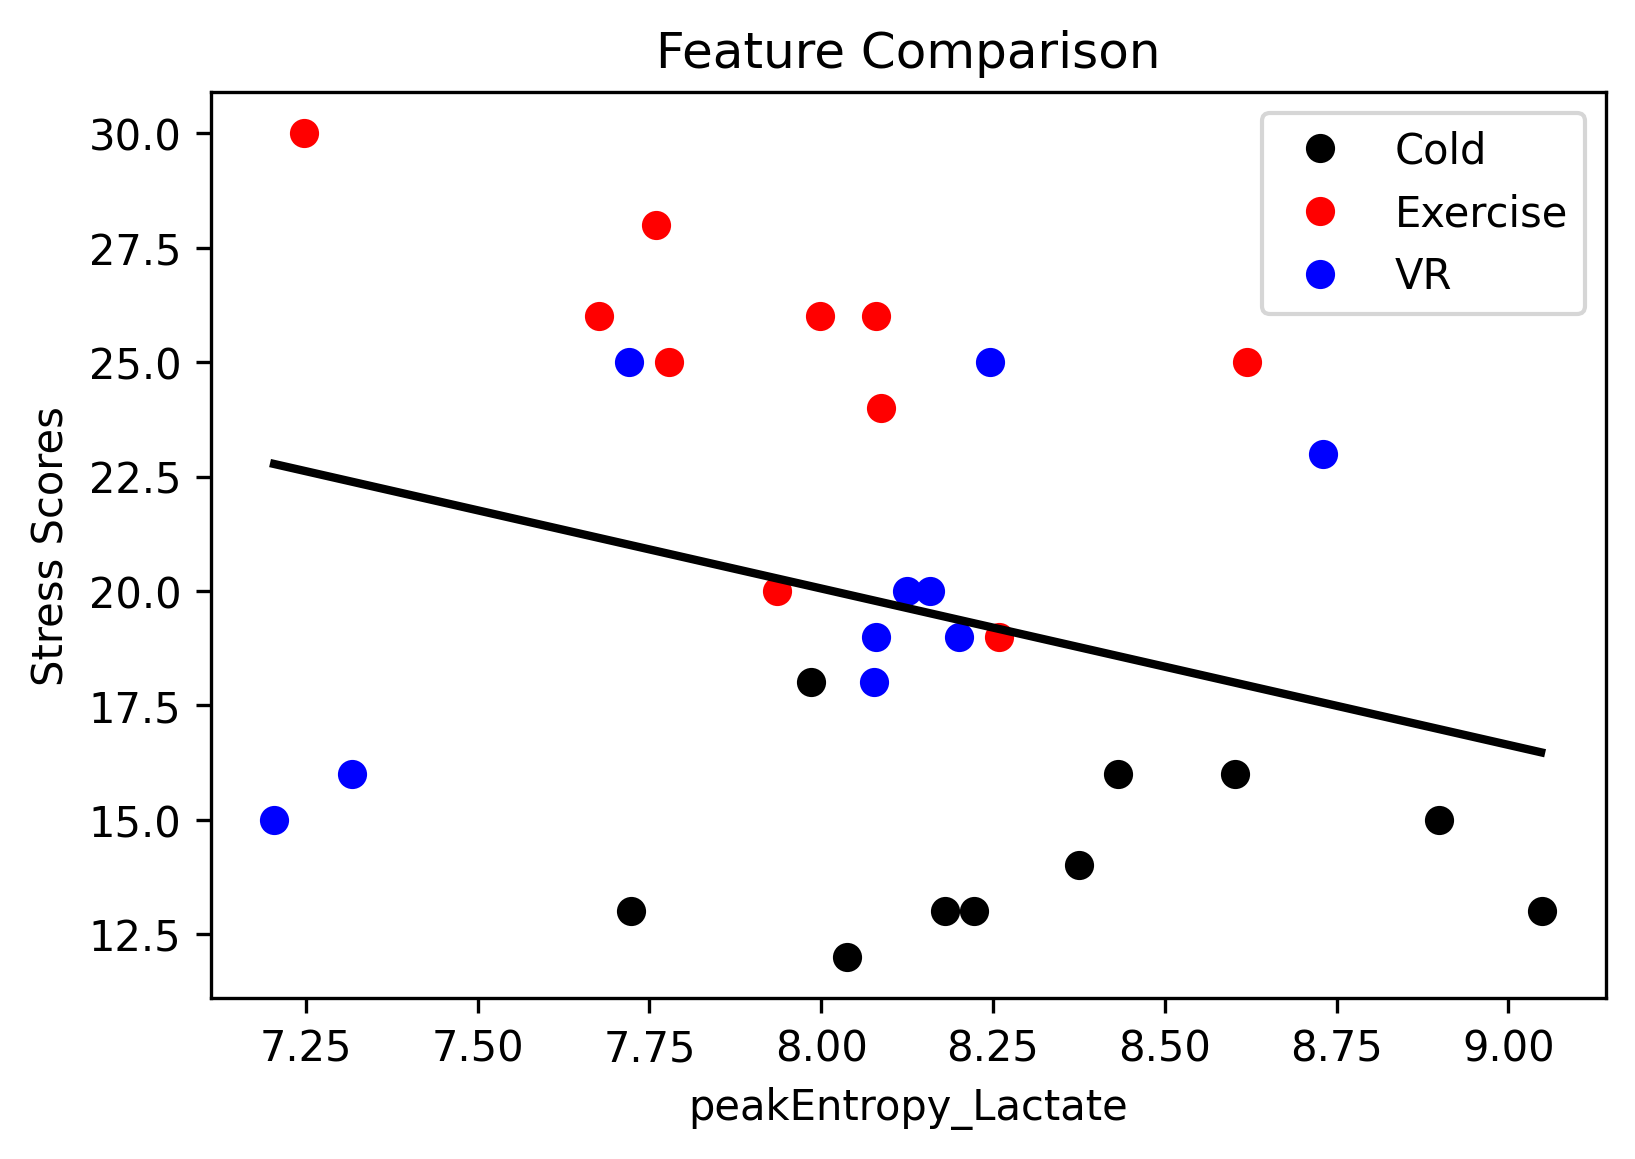 Feature Comparison
30.0
27.5
25.0
22.5
20.0
17.5
15.0
12.5
Stress Scores
Cold
Exercise
VR
7.25 7.50 7.75 8.00 8.25 8.50 8.75 9.00
peakEntropy_Lactate